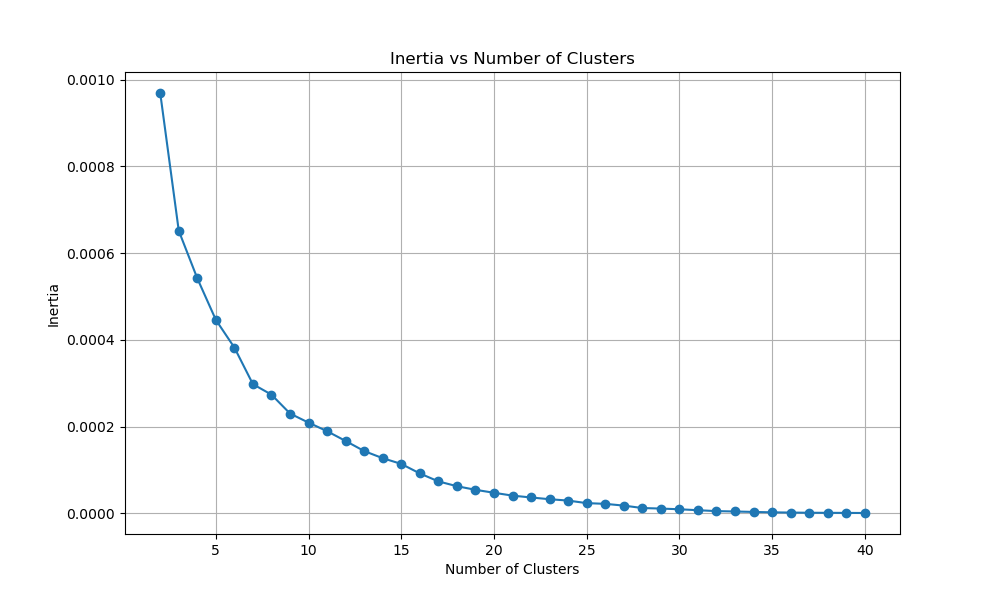 Inertia vs Number of Clusters
0.0010
0.0008
0.0006
0.0004
0.0002
0.0000
Inertia
5 10 15 20 25 30 35 40
Number of Clusters